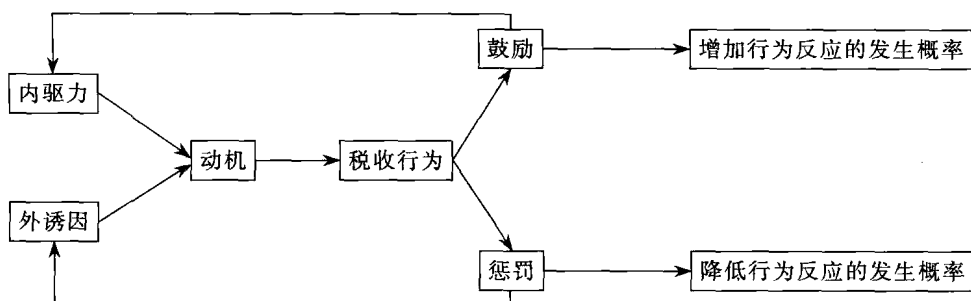 鼓励
增加行为反应的发生概率
内驱力
动机
税收行为
外诱因
惩罚
降低行为反应的发生概率